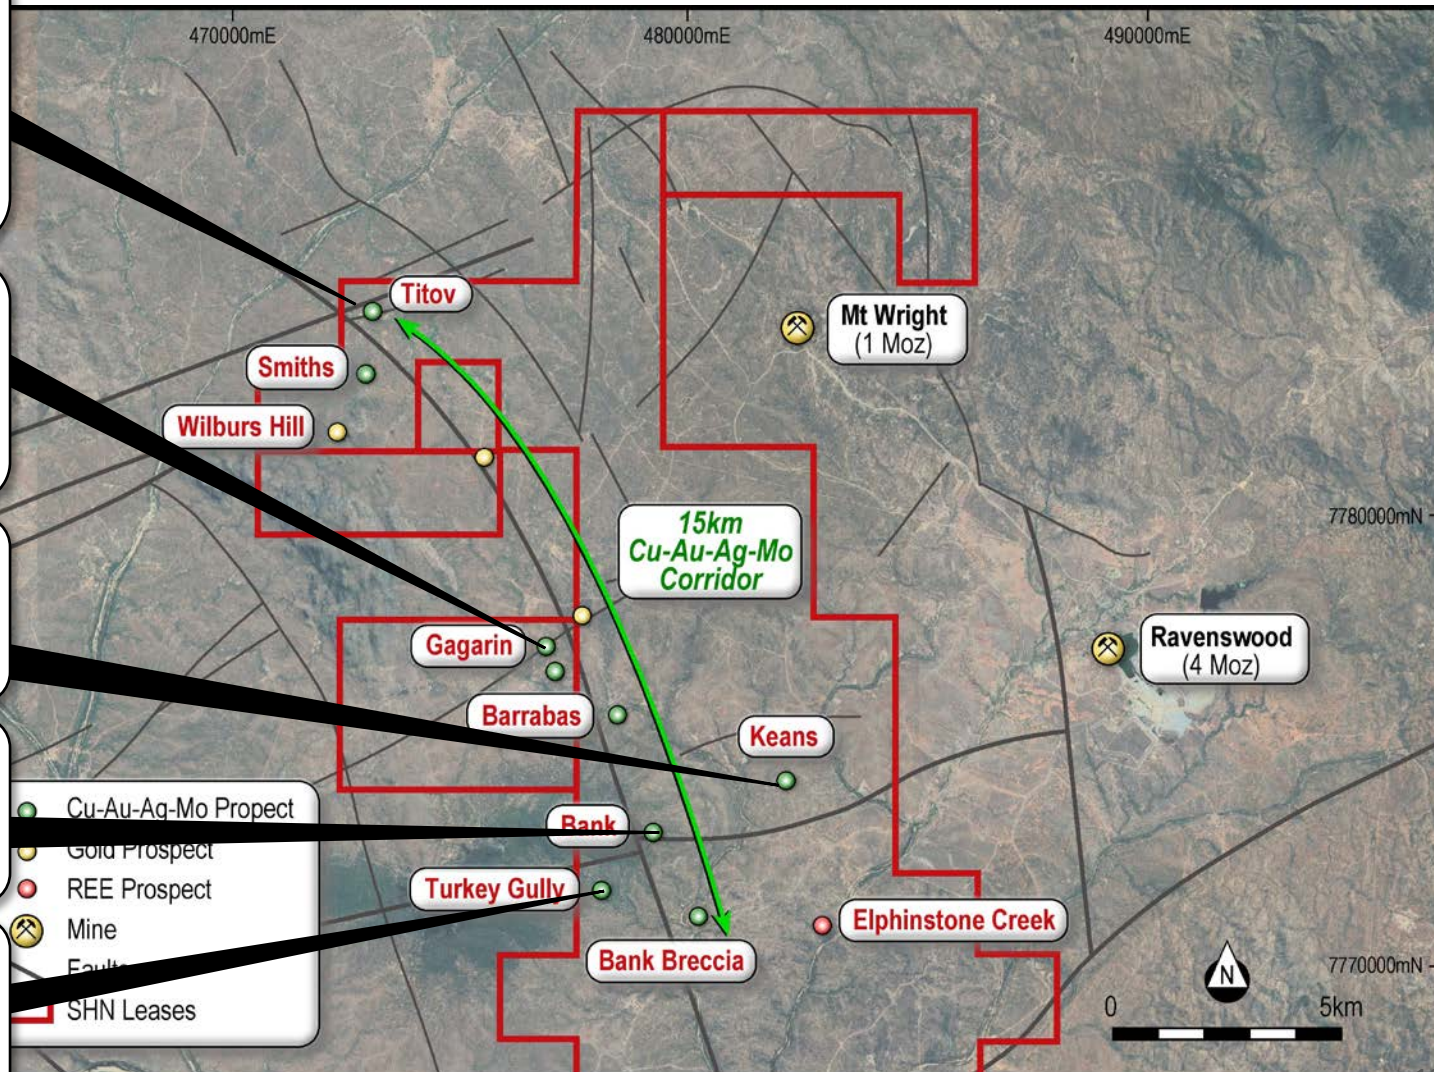 470000mE
480000mE
490000mE
Titov
Mt Wright
(1 Moz)
Smiths
Wilburs Hill
15km
Cu-Au-Ag-Mo
Corridor
7780000mN
Gagarin
Ravenswood
(4 Moz)
Barrabas
Keans
Cu-Au-Ag-Mo Propect
Bank
Gold Prospect
REE Prospect
Turkey Gully
Elphinstone Creek
Mine
Bank Breccia
Faults
SHN Leases
N
7770000mN
0
5km